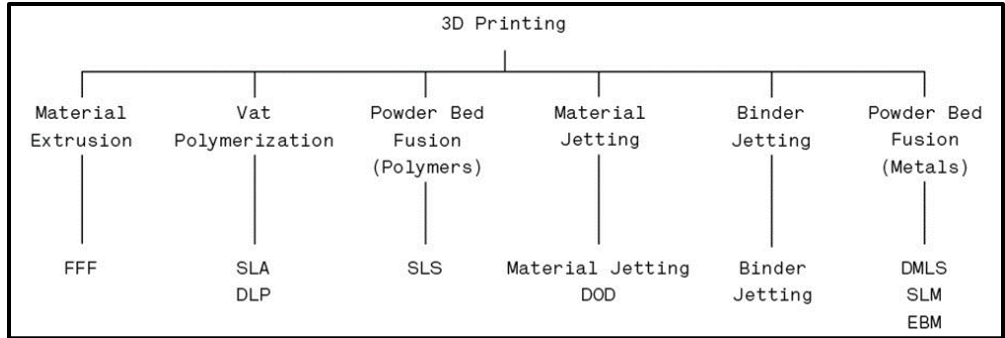 3D Printing
Material Extrusion
Vat Polymerization
Powder Bed Fusion (Polymers)
Material Jetting
Binder Jetting
Powder Bed Fusion (Metals)
FFF
SLA
DLP
SLS
Material Jetting
DOD
Binder Jetting
DMLS
SLM
EBM